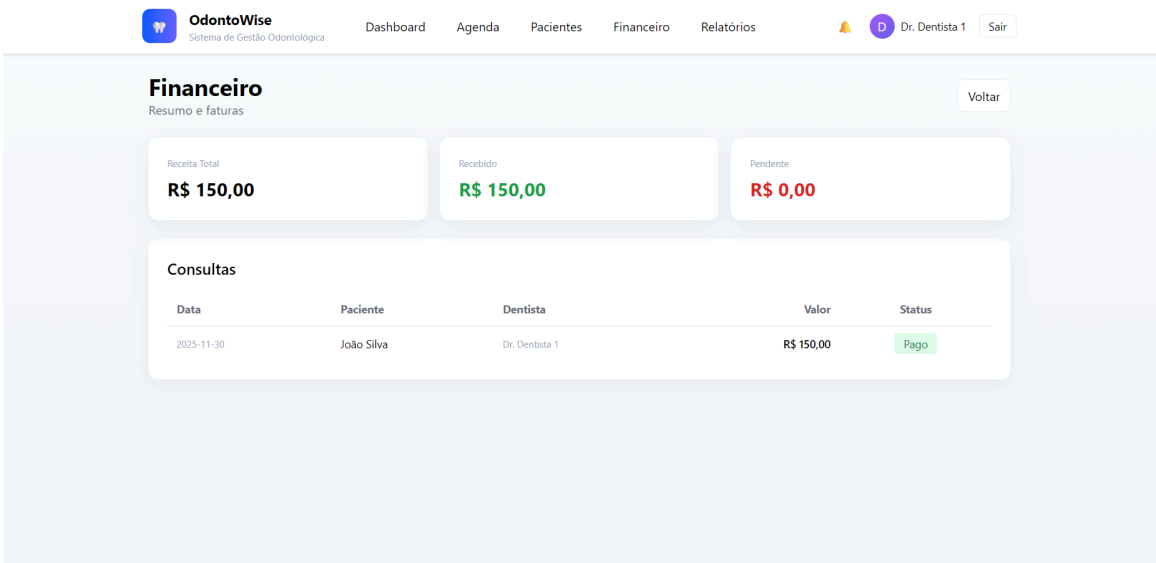 OdontoWise
Sistema de Gestão Odontológica
Dashboard Agenda Pacientes Financeiro Relatórios
D Dr. Dentista 1 Sair
Financeiro
Resumo e faturas
Voltar
Receita Total
R$ 150,00
Recebido
R$ 150,00
Pendente
R$ 0,00
Consultas
Data Paciente Dentista Valor Status
2025-11-30 João Silva Dr. Dentista 1 R$ 150,00 Pago